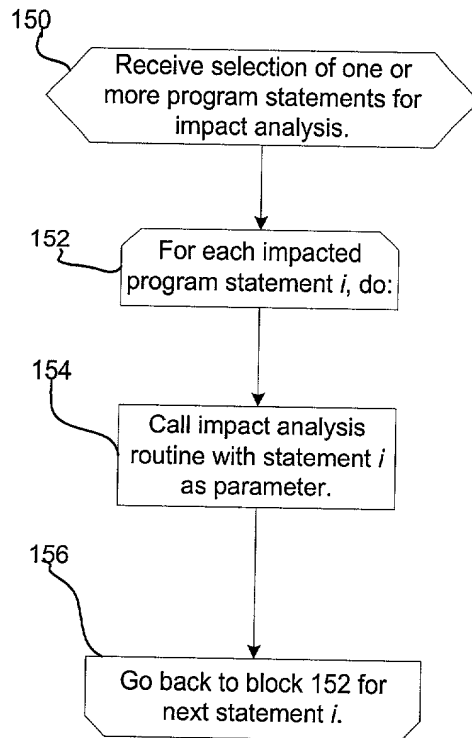 150
Receive selection of one or
more program statements for
impact analysis.
152
For each impacted
program statement i, do:
154
Call impact analysis
routine with statement i
as parameter.
156
Go back to block 152 for
next statement i.